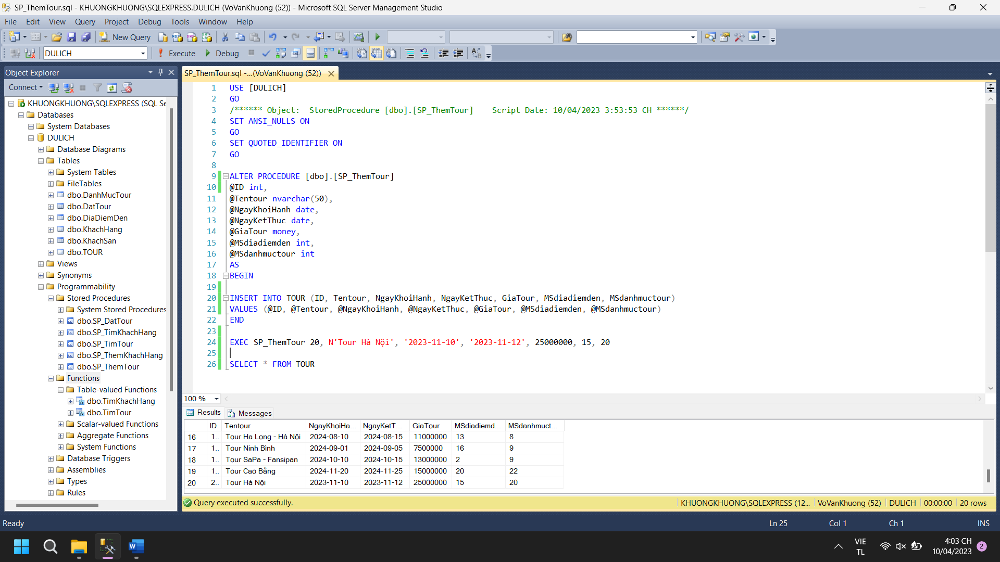 SP_ThemTour.sql - KHUONGKHUONG\SQLEXPRESS.DULICH (VoVanKhuong (52)) - Microsoft SQL Server Management Studio
File Edit View Query Project Debug Tools Window Help
New Query
DULICH Execute Debug
Object Explorer
Connect
KHUONGKHUONG\SQLEXPRESS (SQL Se
Databases
System Databases
DULICH
Database Diagrams
Tables
System Tables
FileTables
dbo.DanhMucTour
dbo.DatTour
dbo.DiaDiemDen
dbo.KhachHang
dbo.KhachSan
dbo.TOUR
Views
Synonyms
Programmability
Stored Procedures
System Stored Procedures
dbo.SP_DatTour
dbo.SP_TimKhachHang
dbo.SP_TimTour
dbo.SP_ThemKhachHang
dbo.SP_ThemTour
Functions
Table-valued Functions
dbo.TimKhachHang
dbo.TimTour
Scalar-valued Functions
Aggregate Functions
System Functions
Database Triggers
Assemblies
Types
Rules
SP_ThemTour.sql -...(VoVanKhuong (52))
1 USE [DULICH]
2 GO
3 /****** Object:  StoredProcedure [dbo].[SP_ThemTour]    Script Date: 10/04/2023 3:53:53 CH ******/
4 SET ANSI_NULLS ON
5 GO
6 SET QUOTED_IDENTIFIER ON
7 GO
8
9 ALTER PROCEDURE [dbo].[SP_ThemTour]
10 @ID int,
11 @Tentour nvarchar(50),
12 @NgayKhoiHanh date,
13 @NgayKetThuc date,
14 @GiaTour money,
15 @MSdiadiemden int,
16 @MSdanhmuctour int
17 AS
18 BEGIN
19
20 INSERT INTO TOUR (ID, Tentour, NgayKhoiHanh, NgayKetThuc, GiaTour, MSdiadiemden, MSdanhmuctour)
21 VALUES (@ID, @Tentour, @NgayKhoiHanh, @NgayKetThuc, @GiaTour, @MSdiadiemden, @MSdanhmuctour)
22 END
23
24 EXEC SP_ThemTour 20, N'Tour Hà Nội', '2023-11-10', '2023-11-12', 25000000, 15, 20
25
26 SELECT * FROM TOUR
100 %
Results Messages
ID Tentour NgayKhoiHa... NgayKetT... GiaTour MSdiadiemd... MSdanhmuct...
16 1.. Tour Hạ Long - Hà Nội 2024-08-10 2024-08-15 11000000 13 8
17 1.. Tour Ninh Bình 2024-09-01 2024-09-05 7500000 16 9
18 1.. Tour SaPa - Fansipan 2024-10-10 2024-10-15 13000000 2 9
19 1.. Tour Cao Bằng 2024-11-20 2024-11-25 15000000 20 22
20 2.. Tour Hà Nội 2023-11-10 2023-11-12 25000000 15 20
Query executed successfully. KHUONGKHUONG\SQLEXPRESS (12... VoVanKhuong (52) DULICH 00:00:00 20 rows
Ready Ln 25 Col 1 Ch 1 INS
VIE
TL
4:03 CH
10/04/2023
2